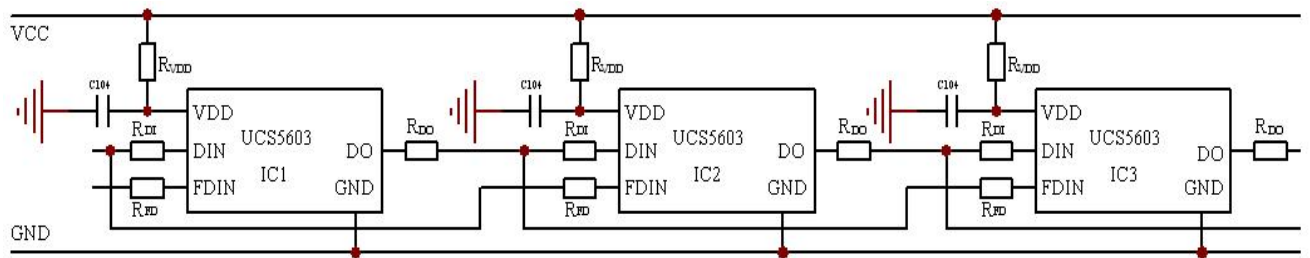 VCC
RVDD
RVDD
RVDD
C104
C104
C104
VDD
VDD
VDD
RDI
UCS5603
RDO
RDI
UCS5603
RDO
RDI
UCS5603
RDO
DIN
DO
DIN
DO
DIN
DO
IC1
IC2
IC3
FDIN
GND
FDIN
GND
FDIN
GND
RFD
RFD
RFD
GND